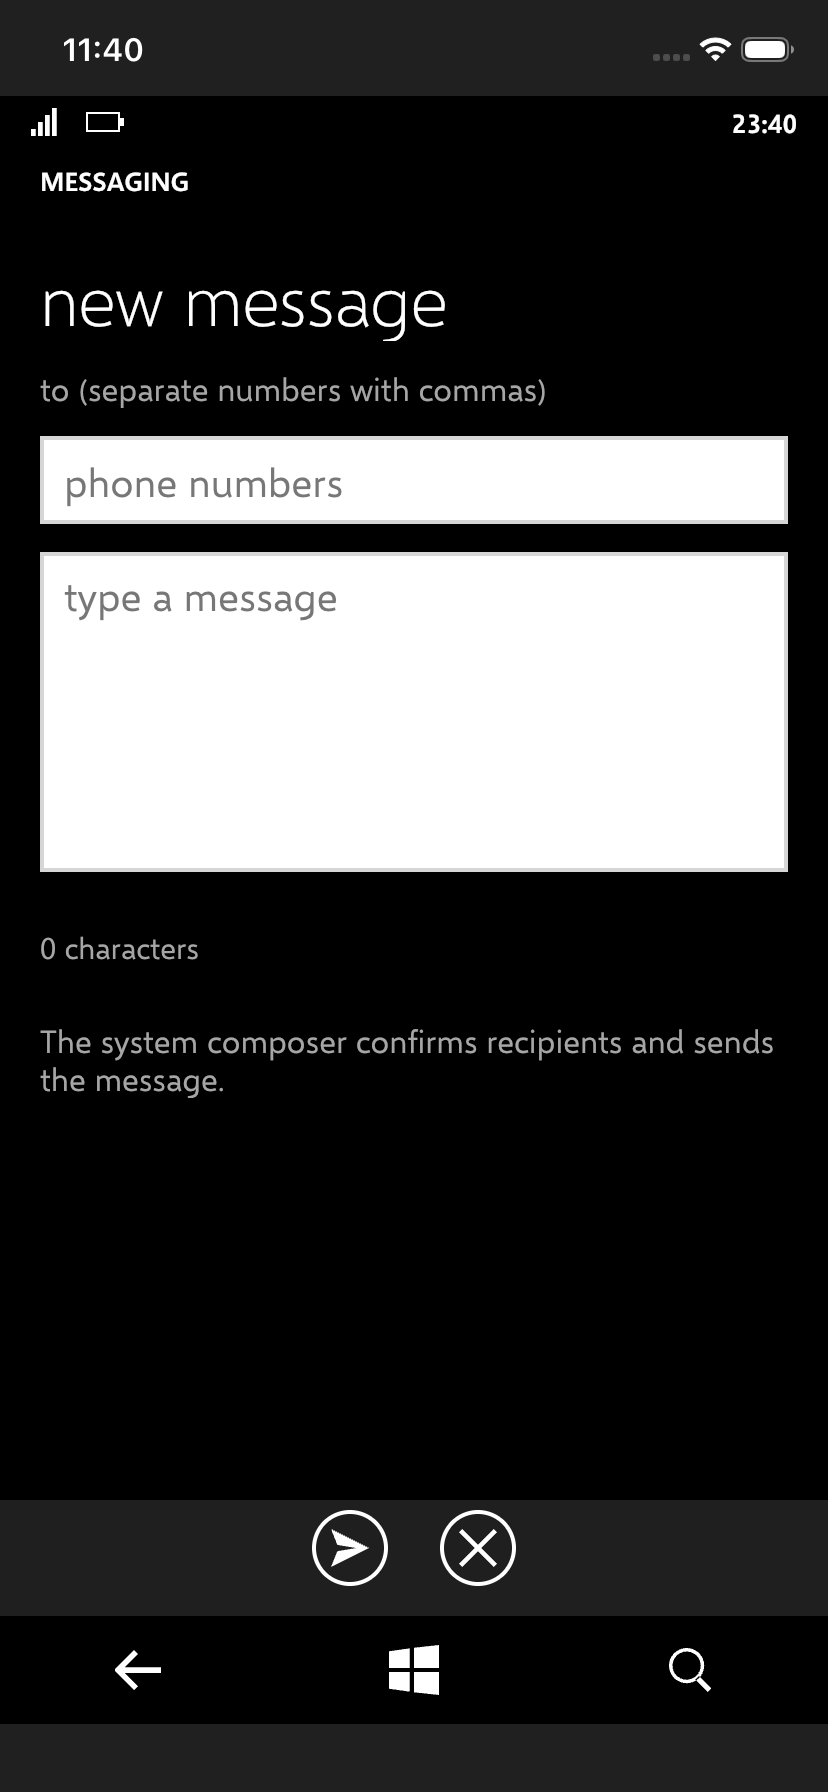 11:40
23:40
MESSAGING
new message
to (separate numbers with commas)
phone numbers
type a message
0 characters
The system composer confirms recipients and sends
the message.